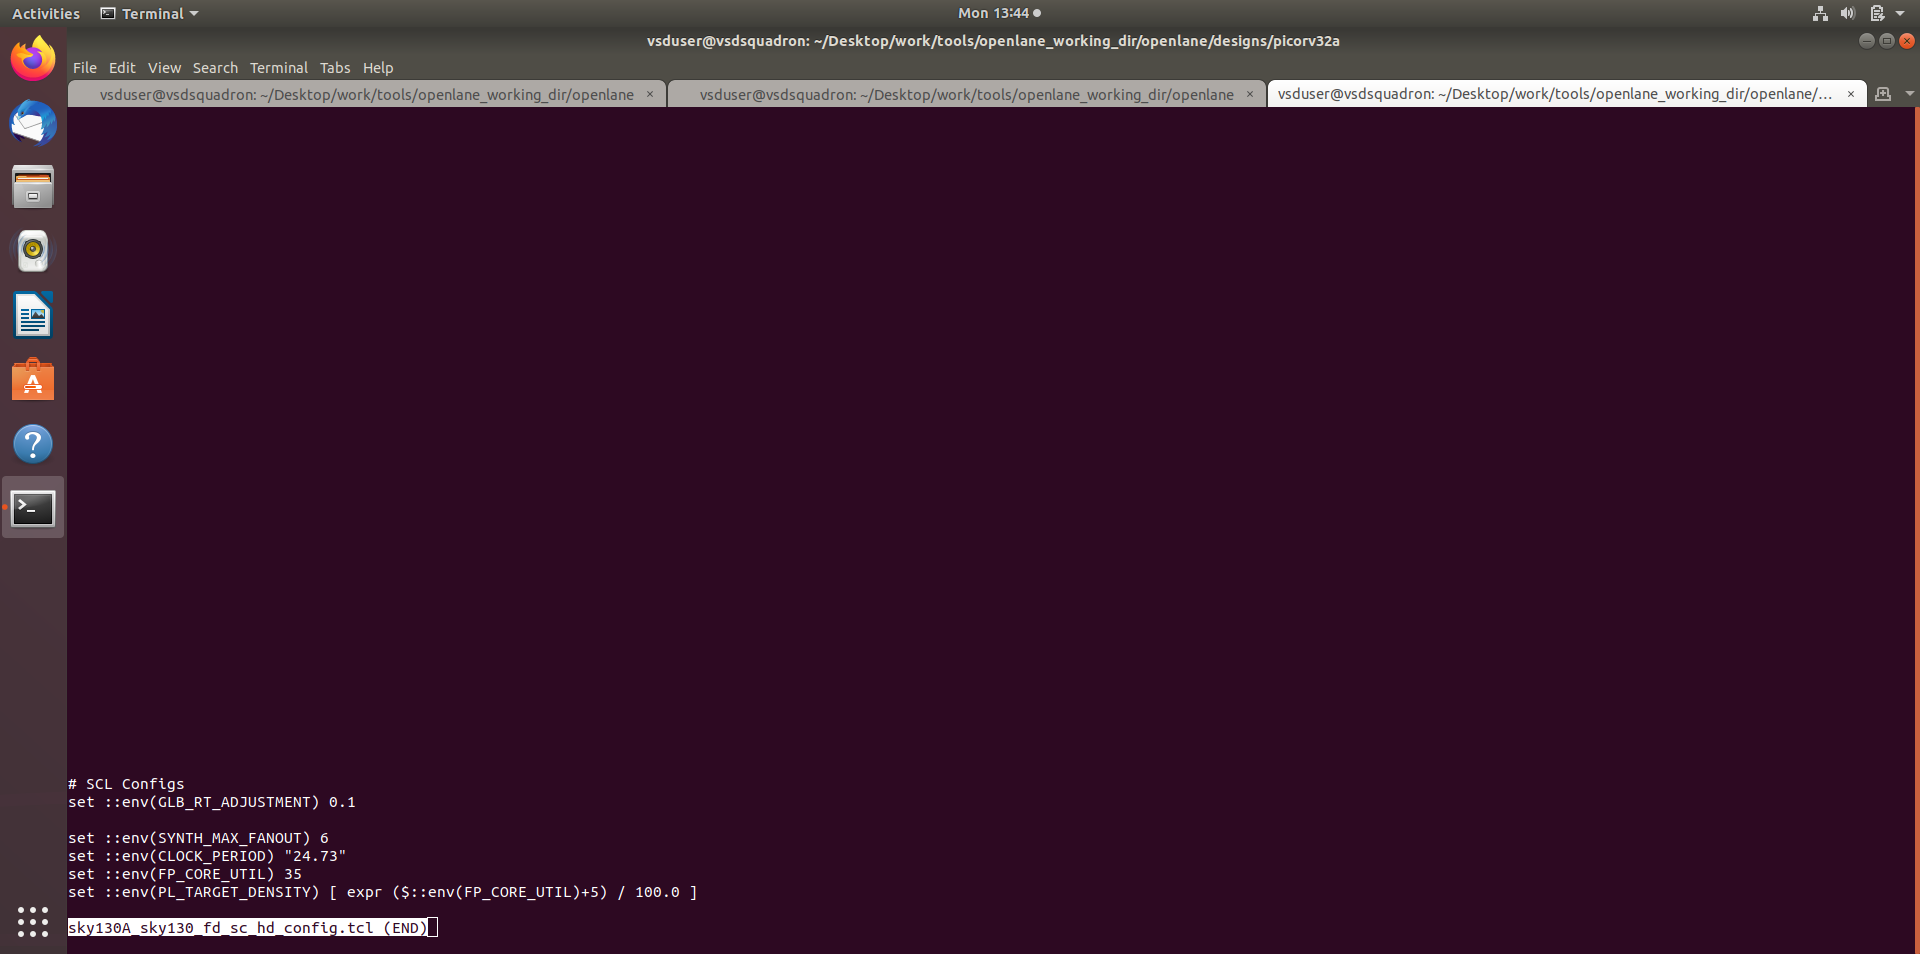 Activities Terminal Mon 13:44
vsduser@vsdsquadron: ~/Desktop/work/tools/openlane_working_dir/openlane/designs/picorv32a
File Edit View Search Terminal Tabs Help
vsduser@vsdsquadron: ~/Desktop/work/tools/openlane_working_dir/openlane × vsduser@vsdsquadron: ~/Desktop/work/tools/openlane_working_dir/openlane × vsduser@vsdsquadron: ~/Desktop/work/tools/openlane_working_dir/openlane/... ×
# SCL Configs
set ::env(GLB_RT_ADJUSTMENT) 0.1
set ::env(SYNTH_MAX_FANOUT) 6
set ::env(CLOCK_PERIOD) "24.73"
set ::env(FP_CORE_UTIL) 35
set ::env(PL_TARGET_DENSITY) [ expr ($::env(FP_CORE_UTIL)+5) / 100.0 ]
sky130A_sky130_fd_sc_hd_config.tcl (END)